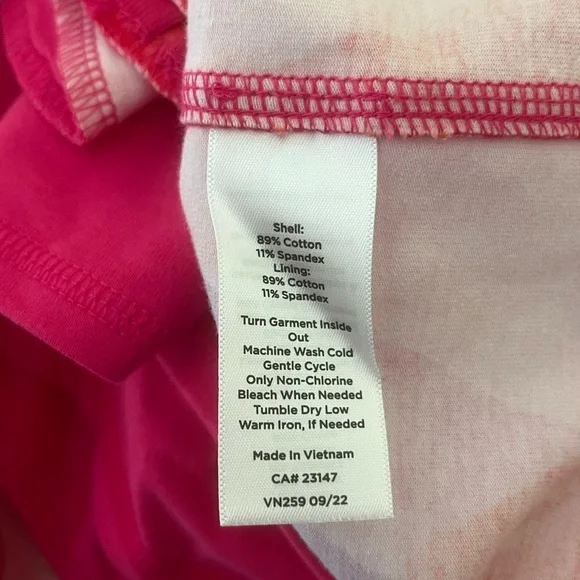 Shell:
89% Cotton
11% Spandex
Lining:
89% Cotton
11% Spandex
Turn Garment Inside
Out
Machine Wash Cold
Gentle Cycle
Only Non-Chlorine
Bleach When Needed
Tumble Dry Low
Warm Iron, If Needed
Made In Vietnam
CA# 23147
VN259 09/22